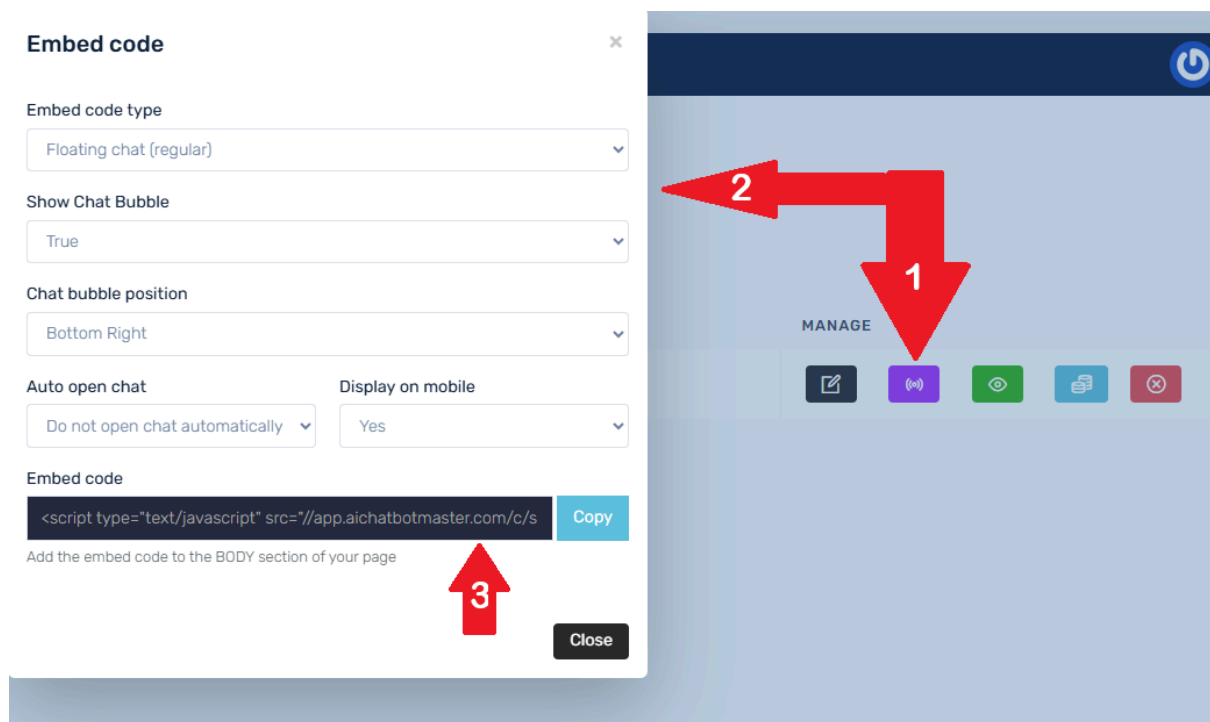 Embed code
×
Embed code type
Floating chat (regular)
Show Chat Bubble
True
Chat bubble position
Bottom Right
Auto open chat Display on mobile
Do not open chat automatically Yes
Embed code
<script type="text/javascript" src="//app.aichatbotmaster.com/c/s Copy
Add the embed code to the BODY section of your page
Close
2
1
MANAGE
3